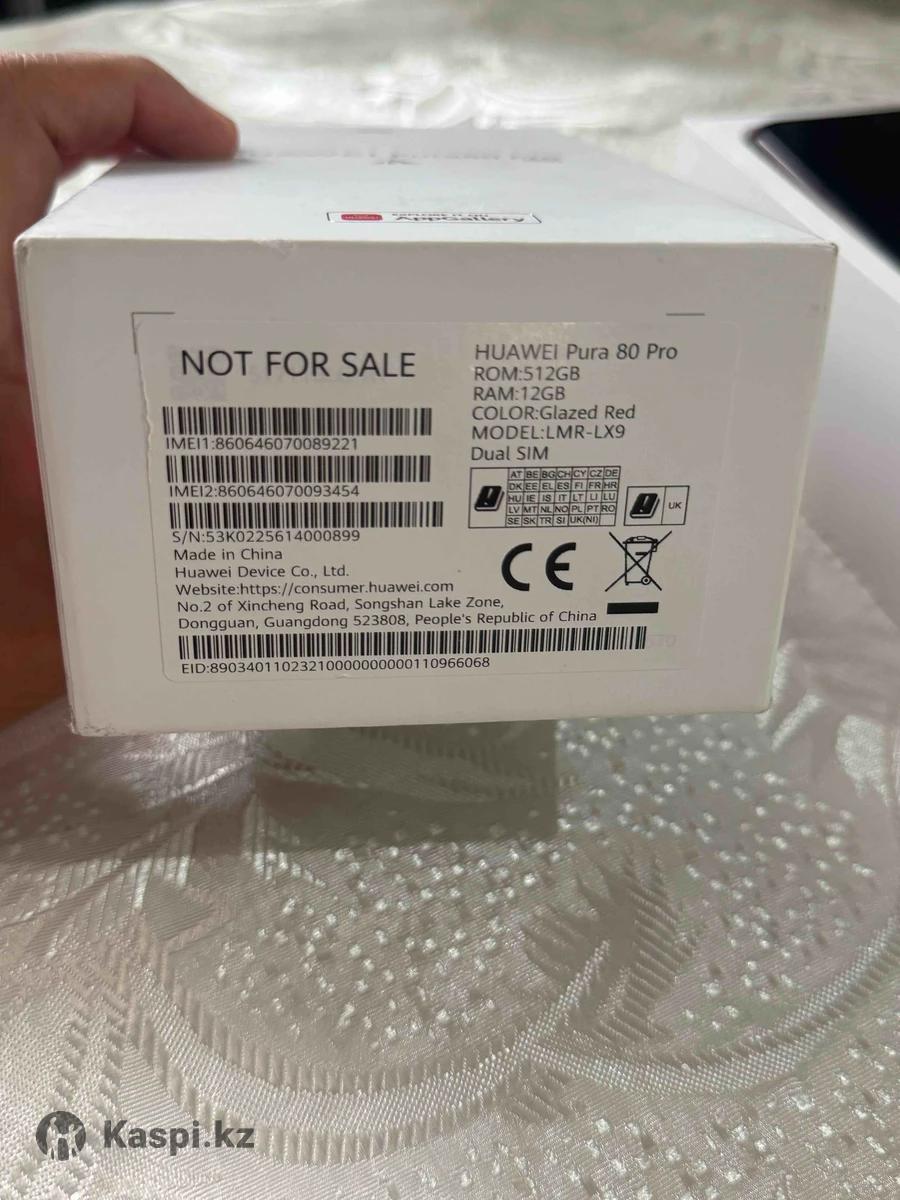 AppGallery
NOT FOR SALE
IMEI1:860646070089221
IMEI2:860646070093454
S/N:53K0225614000899
Made in China
Huawei Device Co., Ltd.
Website:https://consumer.huawei.com
No.2 of Xincheng Road, Songshan Lake Zone,
Dongguan, Guangdong 523808, People's Republic of China
EID:89034011023210000000000110966068
HUAWEI Pura 80 Pro
ROM:512GB
RAM:12GB
COLOR:Glazed Red
MODEL:LMR-LX9
Dual SIM
AT BE BG CH CY CZ DE
DK EE EL ES FI FR HR
HU IE IS IT LT LI LU
LV MT NL NO PL PT RO
SE SK TR SI UK(NI)
UK
CE
Kaspi.kz